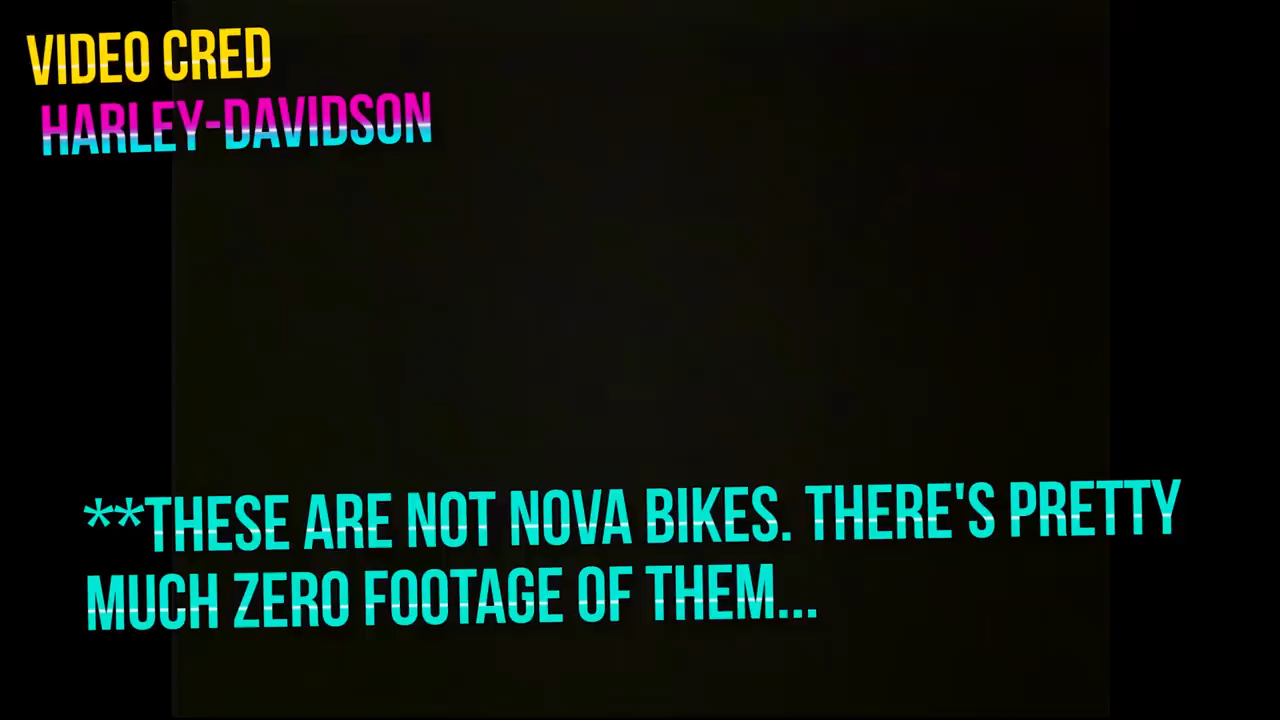 VIDEO CRED
HARLEY-DAVIDSON
**THESE ARE NOT NOVA BIKES. THERE'S PRETTY
MUCH ZERO FOOTAGE OF THEM...